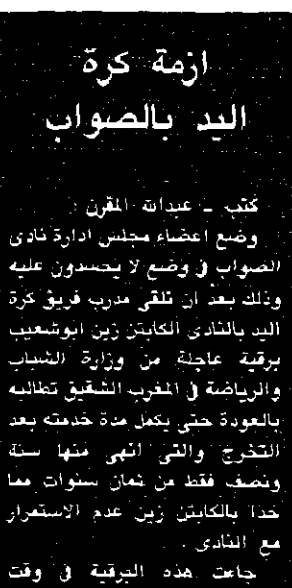 ازمة كرة
اليد بالصواب
كتب - عبدالله المقرن :
وضع اعضاء مجلس ادارة نادى
الصواب في وضع لا يحسدون عليه
وذلك بعد ان تلقى مدرب فريق كرة
اليد بالنادى الكابتن زين ابوشعيب
برقية عاجلة من وزارة الشباب
والرياضة في المغرب الشقيق تطالبه
بالعودة حتى يكمل مدة خدمته بعد
التخرج والتى انهى منها سنة
ونصف فقط من ثمان سنوات مما
حدا بالكابتن زين عدم الاستمرار
مع النادى .
جاءت هذه البرقية في وقت